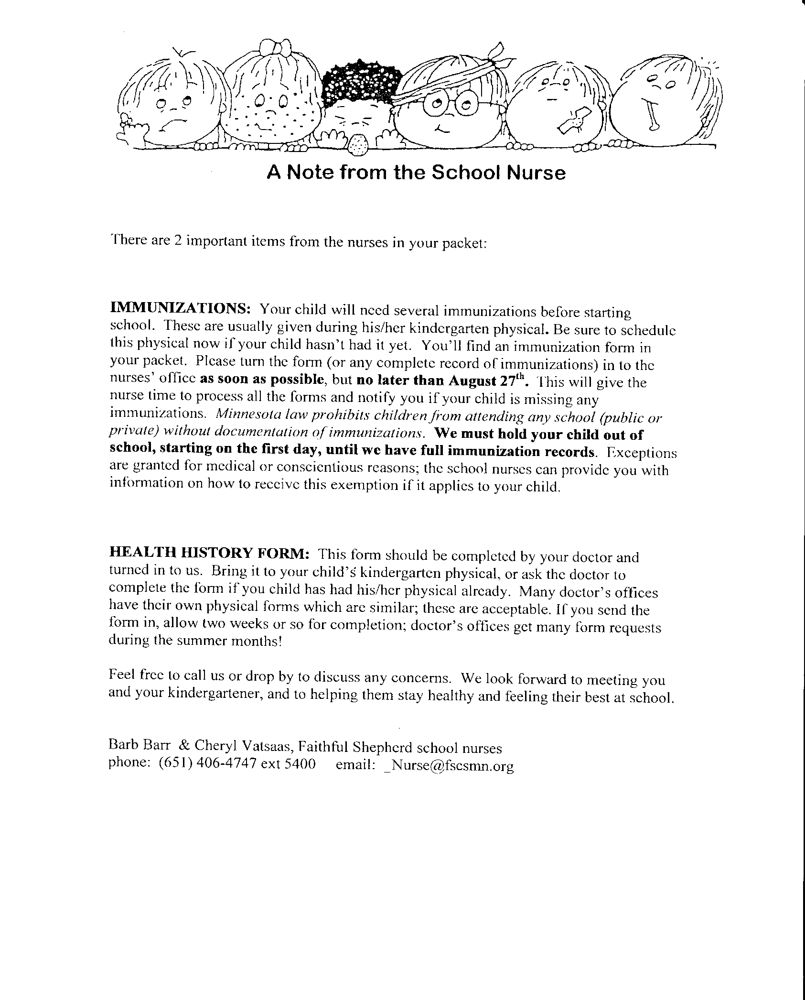 A Note from the School Nurse
There are 2 important items from the nurses in your packet:
IMMUNIZATIONS: Your child will need several immunizations before starting
school. These are usually given during his/her kindergarten physical. Be sure to schedule
this physical now if your child hasn't had it yet. You'll find an immunization form in
your packet. Please turn the form (or any complete record of immunizations) in to the
nurses' office as soon as possible, but no later than August 27th. This will give the
nurse time to process all the forms and notify you if your child is missing any
immunizations. Minnesota law prohibits children from attending any school (public or
private) without documentation of immunizations. We must hold your child out of
school, starting on the first day, until we have full immunization records. Exceptions
are granted for medical or conscientious reasons; the school nurses can provide you with
information on how to receive this exemption if it applies to your child.
HEALTH HISTORY FORM: This form should be completed by your doctor and
turned in to us. Bring it to your child's kindergarten physical, or ask the doctor to
complete the form if you child has had his/her physical already. Many doctor's offices
have their own physical forms which are similar; these are acceptable. If you send the
form in, allow two weeks or so for completion; doctor's offices get many form requests
during the summer months!
Feel free to call us or drop by to discuss any concerns. We look forward to meeting you
and your kindergartener, and to helping them stay healthy and feeling their best at school.
Barb Barr & Cheryl Vatsaas, Faithful Shepherd school nurses
phone: (651) 406-4747 ext 5400 email: _Nurse@fscsmn.org